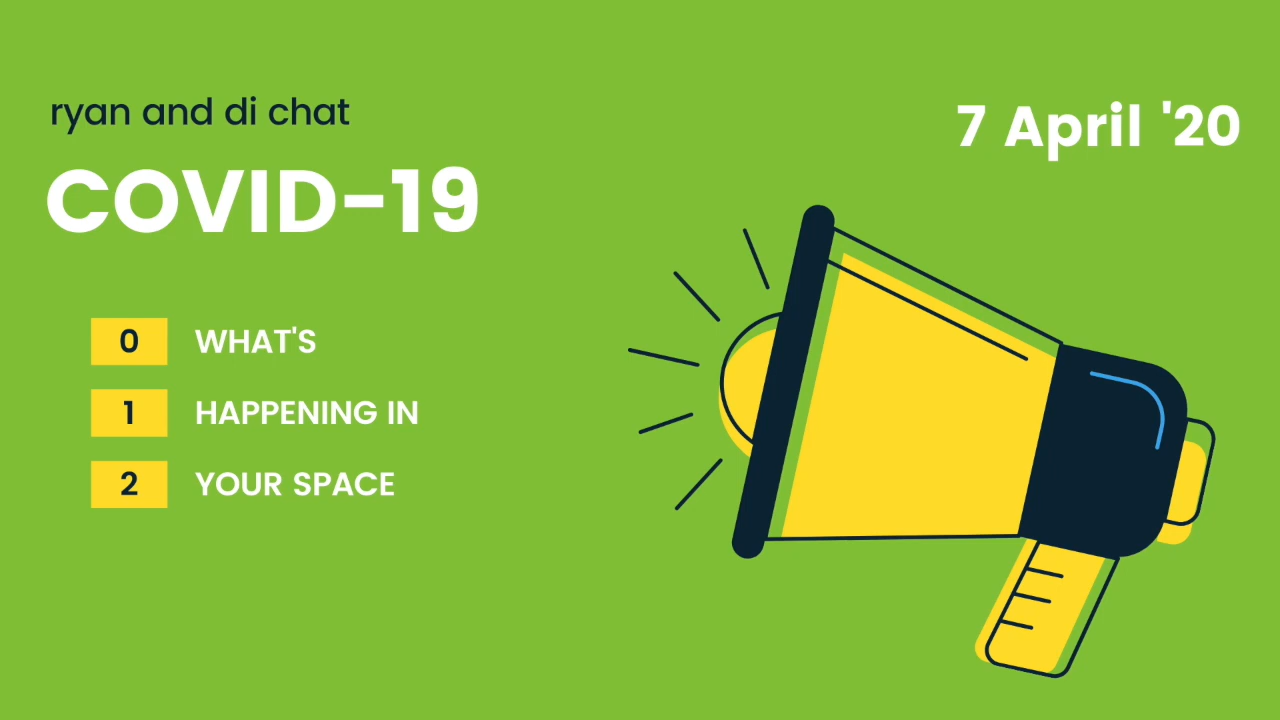 ryan and di chat
7 April '20
COVID-19
0 WHAT'S
1 HAPPENING IN
2 YOUR SPACE